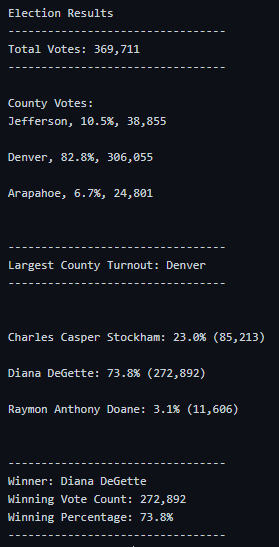 Election Results
---------------------------------
Total Votes: 369,711
---------------------------------
County Votes:
Jefferson, 10.5%, 38,855
Denver, 82.8%, 306,055
Arapahoe, 6.7%, 24,801
---------------------------------
Largest County Turnout: Denver
---------------------------------
Charles Casper Stockham: 23.0% (85,213)
Diana DeGette: 73.8% (272,892)
Raymon Anthony Doane: 3.1% (11,606)
---------------------------------
Winner: Diana DeGette
Winning Vote Count: 272,892
Winning Percentage: 73.8%
---------------------------------